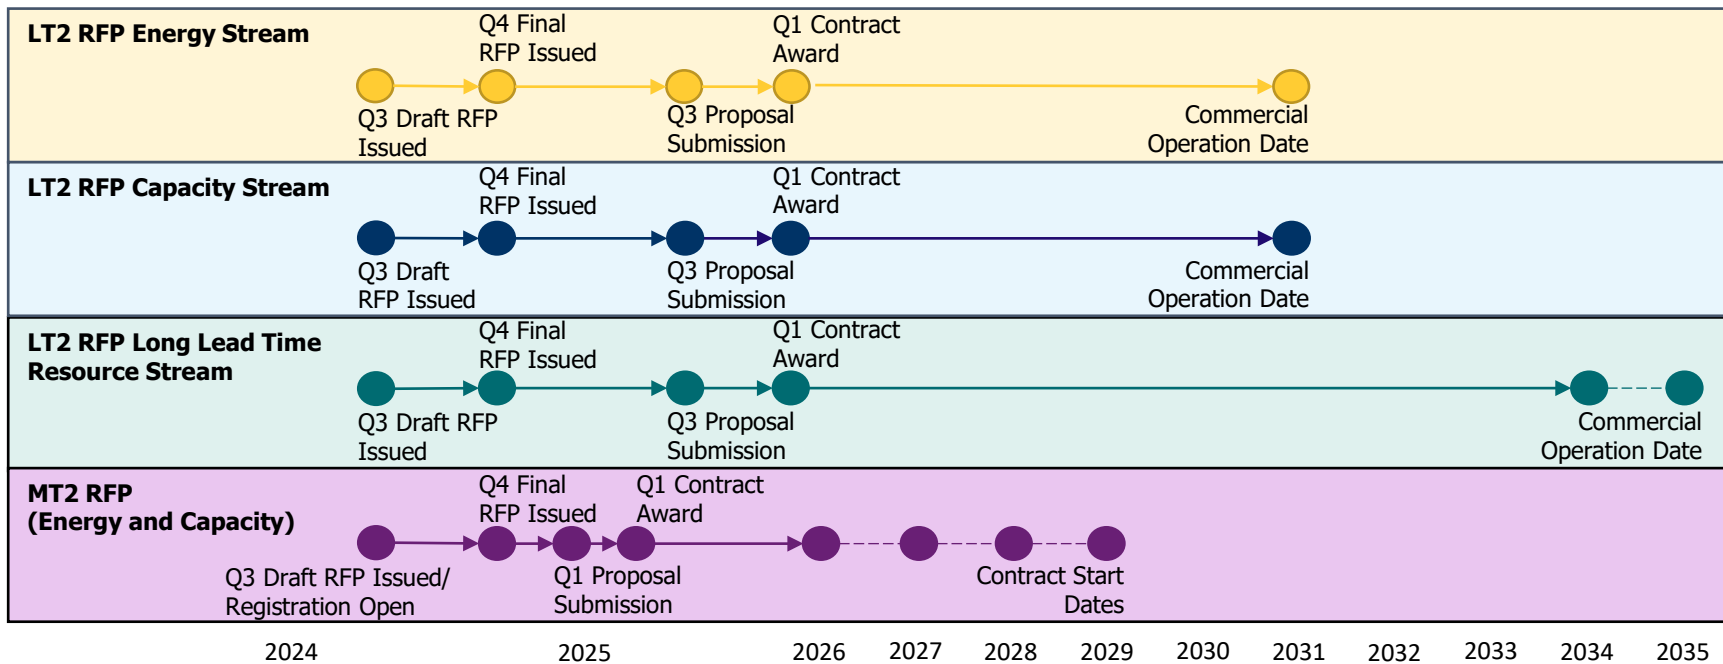 LT2 RFP Energy Stream
Q4 Final
RFP Issued
Q1 Contract
Award
Q3 Draft RFP
Issued
Q3 Proposal
Submission
Commercial
Operation Date
LT2 RFP Capacity Stream
Q4 Final
RFP Issued
Q1 Contract
Award
Q3 Draft
RFP Issued
Q3 Proposal
Submission
Commercial
Operation Date
LT2 RFP Long Lead Time
Resource Stream
Q4 Final
RFP Issued
Q1 Contract
Award
Q3 Draft RFP
Issued
Q3 Proposal
Submission
Commercial
Operation Date
MT2 RFP
(Energy and Capacity)
Q4 Final
RFP Issued
Q1 Contract
Award
Q3 Draft RFP Issued/
Registration Open
Q1 Proposal
Submission
Contract Start
Dates
2024 2025 2026 2027 2028 2029 2030 2031 2032 2033 2034 2035